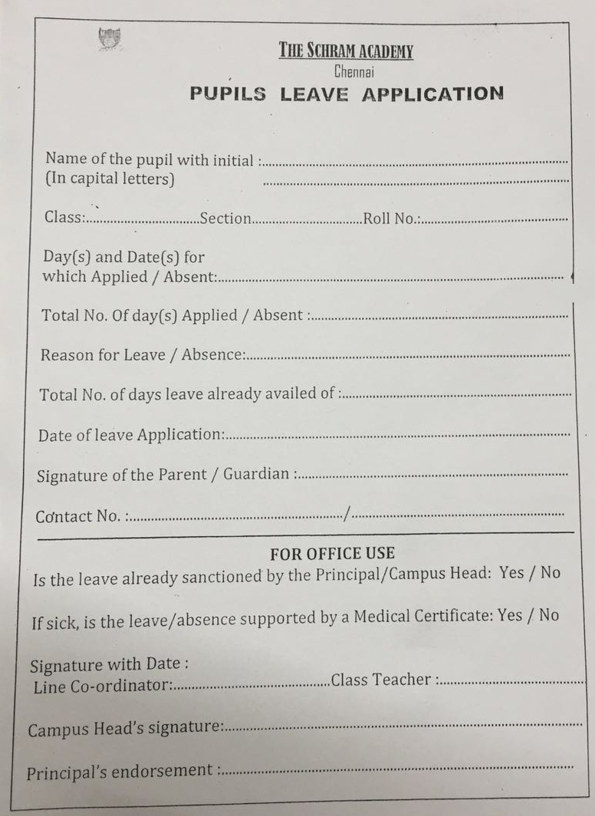 THE SCHRAM ACADEMY
Chennai
PUPILS LEAVE APPLICATION
Name of the pupil with initial :..............................
(In capital letters) ..............................
Class:....................Section....................Roll No.:....................
Day(s) and Date(s) for
which Applied / Absent:..............................
Total No. Of day(s) Applied / Absent :..............................
Reason for Leave / Absence:..............................
Total No. of days leave already availed of :..............................
Date of leave Application:..............................
Signature of the Parent / Guardian :..............................
Contact No. :............................../..............................
FOR OFFICE USE
Is the leave already sanctioned by the Principal/Campus Head: Yes / No
If sick, is the leave/absence supported by a Medical Certificate: Yes / No
Signature with Date :
Line Co-ordinator:..............................Class Teacher :..............................
Campus Head's signature:..............................
Principal's endorsement :..............................